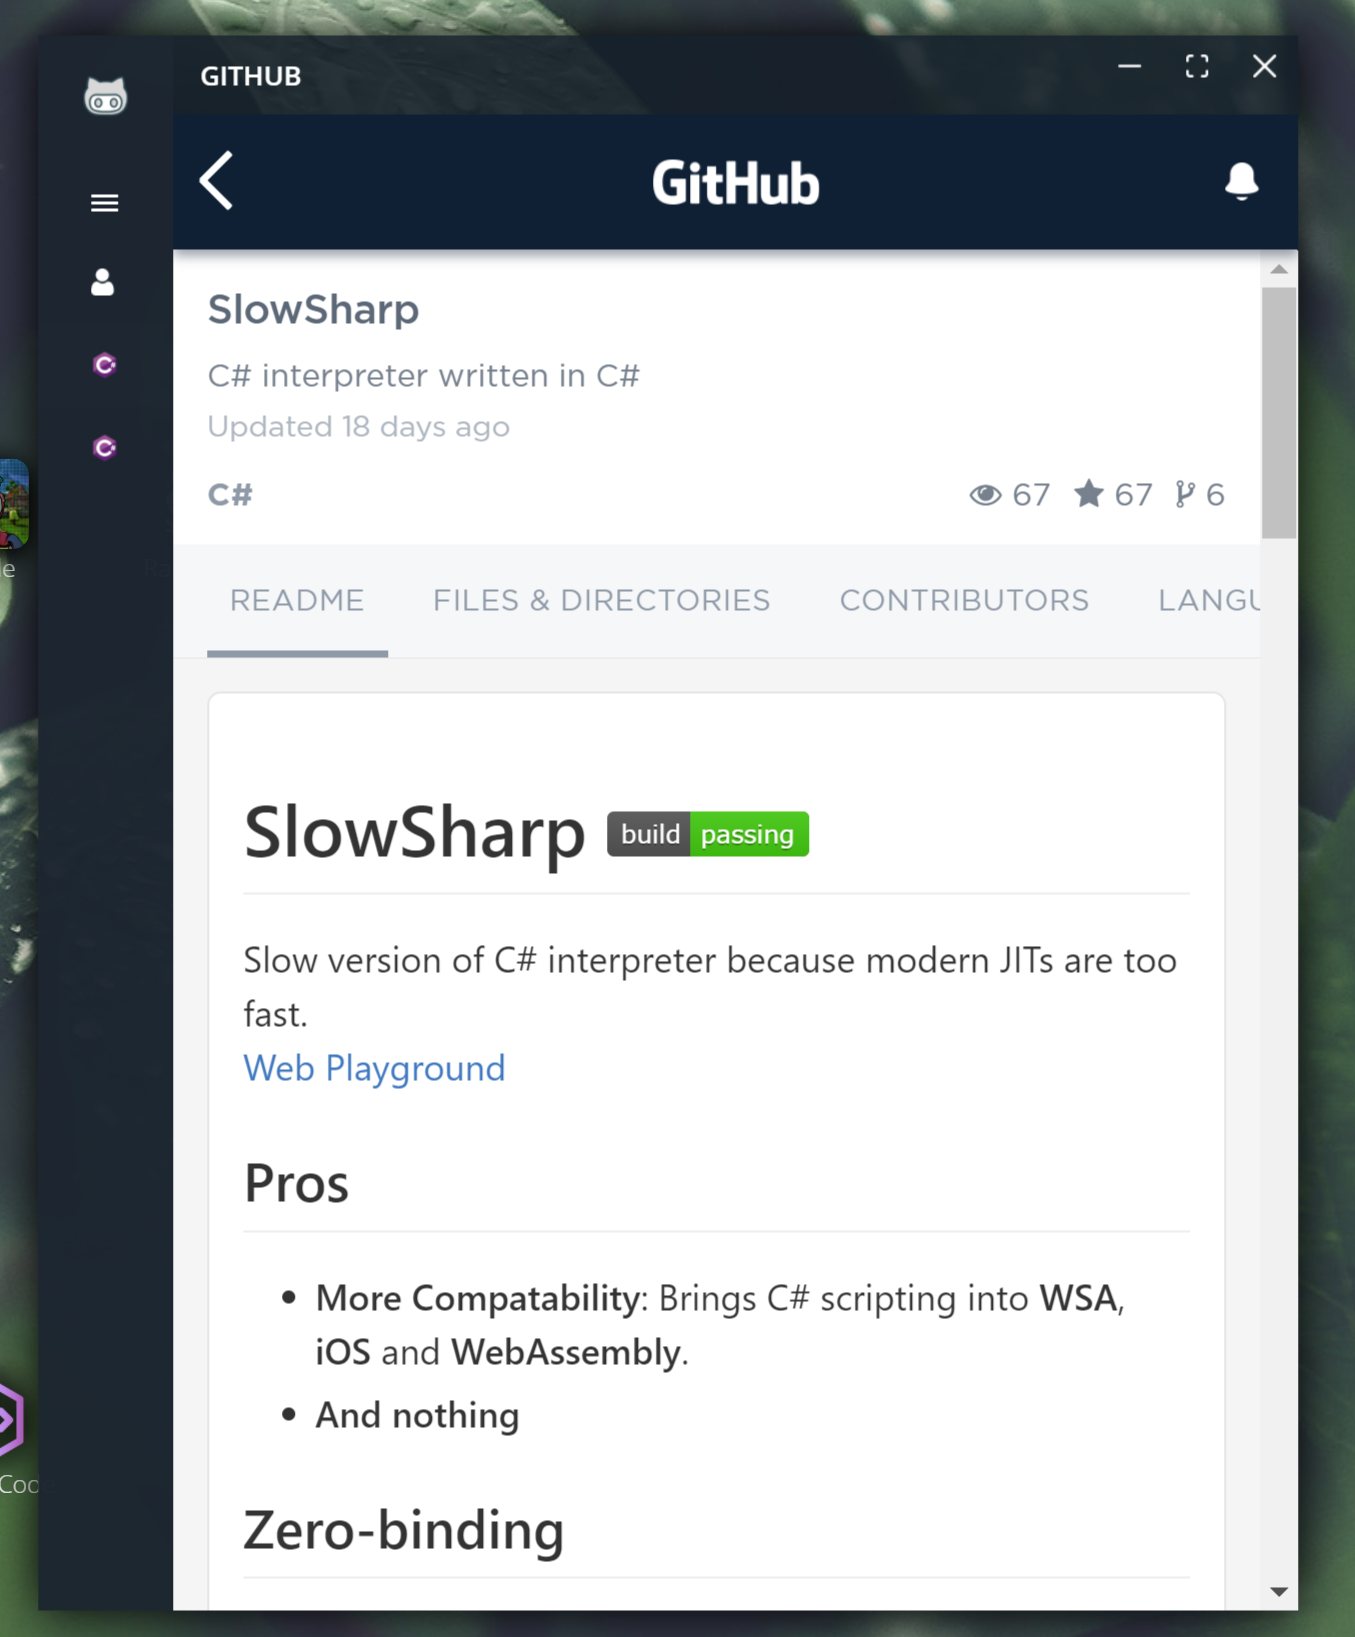 GITHUB
GitHub
SlowSharp
C# interpreter written in C#
Updated 18 days ago
C# 67 67 6
README FILES & DIRECTORIES CONTRIBUTORS LANGU
SlowSharp build passing
Slow version of C# interpreter because modern JITs are too
fast.
Web Playground
Pros
More Compatability: Brings C# scripting into WSA,
iOS and WebAssembly.
And nothing
Zero-binding